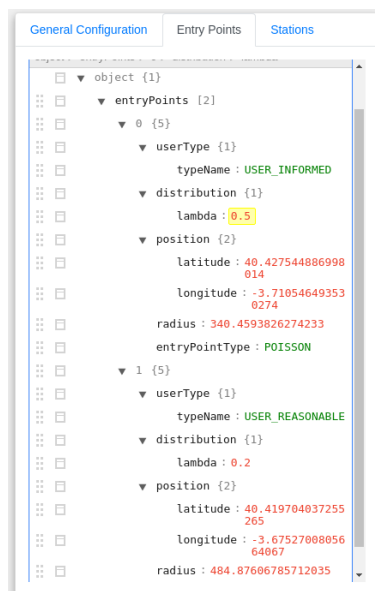 General Configuration Entry Points Stations
object {1}
entryPoints [2]
0 {5}
userType {1}
typeName : USER_INFORMED
distribution {1}
lambda : 0.5
position {2}
latitude : 40.427544886998
014
longitude : -3.71054649353
0274
radius : 340.4593826274233
entryPointType : POISSON
1 {5}
userType {1}
typeName : USER_REASONABLE
distribution {1}
lambda : 0.2
position {2}
latitude : 40.419704037255
265
longitude : -3.67527008056
64067
radius : 484.87606785712035